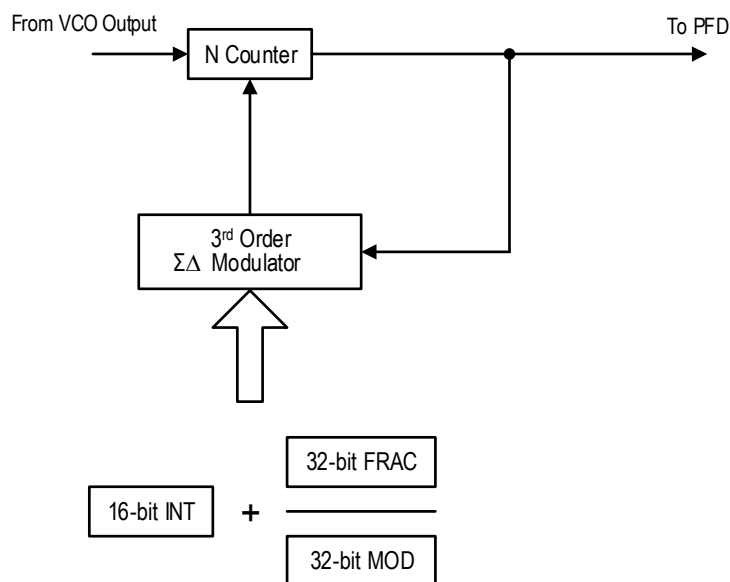 From VCO Output
To PFD
N Counter
3rd Order
ΣΔ Modulator
32-bit FRAC
16-bit INT +
32-bit MOD